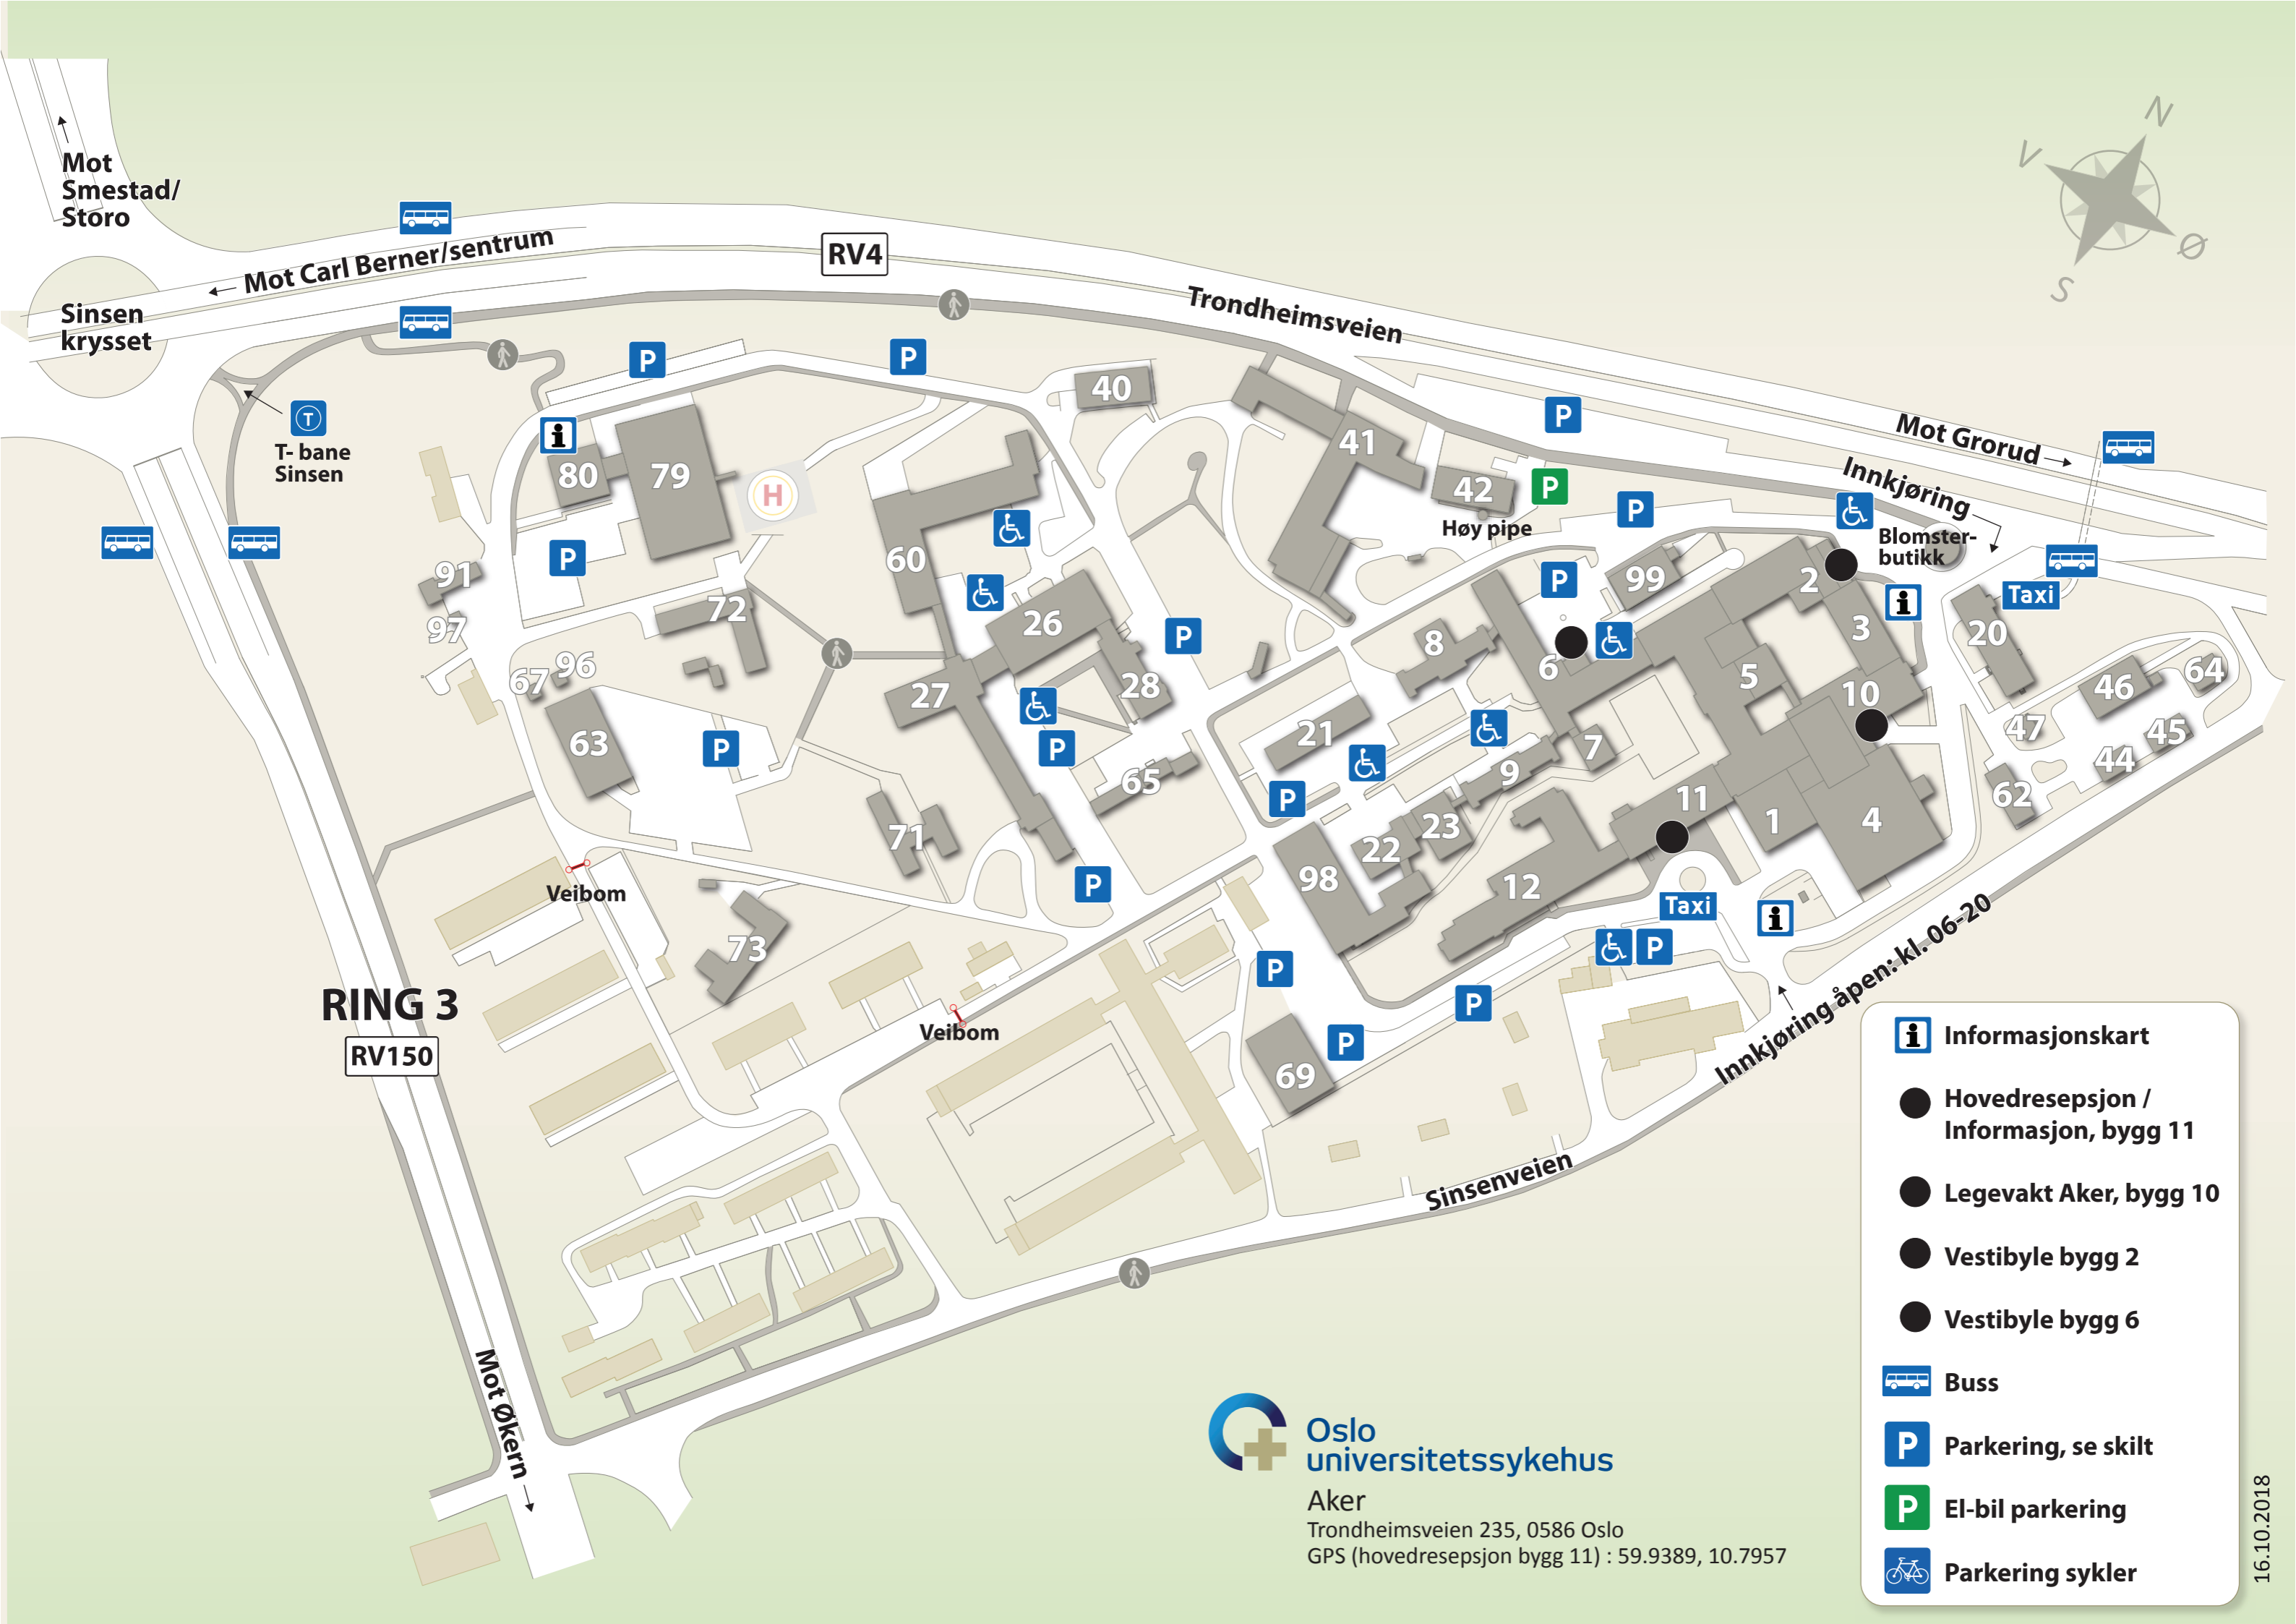 N
V
Ø
S
Mot
Smestad/
Storo
Mot Carl Berner/sentrum
RV4
Trondheimsveien
Sinsen
krysset
P
P
40
T
T- bane
Sinsen
i
80
79
H
41
P
Mot Grorud
Innkjøring
42
P
Høy pipe
P
Blomster-
butikk
60
P
91
97
72
26
P
P
99
2
i
Taxi
3
20
8
6
5
67
96
27
28
10
46
64
63
P
P
21
7
47
45
65
9
44
P
11
62
71
22
23
1
4
98
12
P
Veibom
Taxi
i
73
P
P
RING 3
RV150
Veibom
P
P
69
Innkjøring åpen: kl. 06-20
Sinsenveien
Mot Økern
i Informasjonskart
Hovedresepsjon /
Informasjon, bygg 11
Legevakt Aker, bygg 10
Vestibyle bygg 2
Vestibyle bygg 6
Buss
P Parkering, se skilt
P El-bil parkering
Parkering sykler
Oslo
universitetssykehus
Aker
Trondheimsveien 235, 0586 Oslo
GPS (hovedresepsjon bygg 11) : 59.9389, 10.7957
16.10.2018